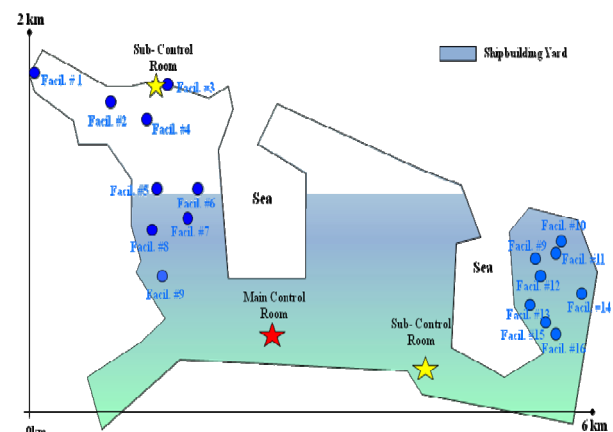 2 km
Sub- Control
Room
Shipbuilding Yard
Facil. #1
Facil. #3
Facil. #2
Facil. #4
Facil. #5
Facil. #6
Sea
Facil. #7
Facil. #8
Facil. #9
Main Control
Room
Sub- Control
Room
Sea
Facil. #10
Facil. #9
Facil. #11
Facil. #12
Facil. #14
Facil. #13
Facil. #15
Facil. #16
0km
6 km